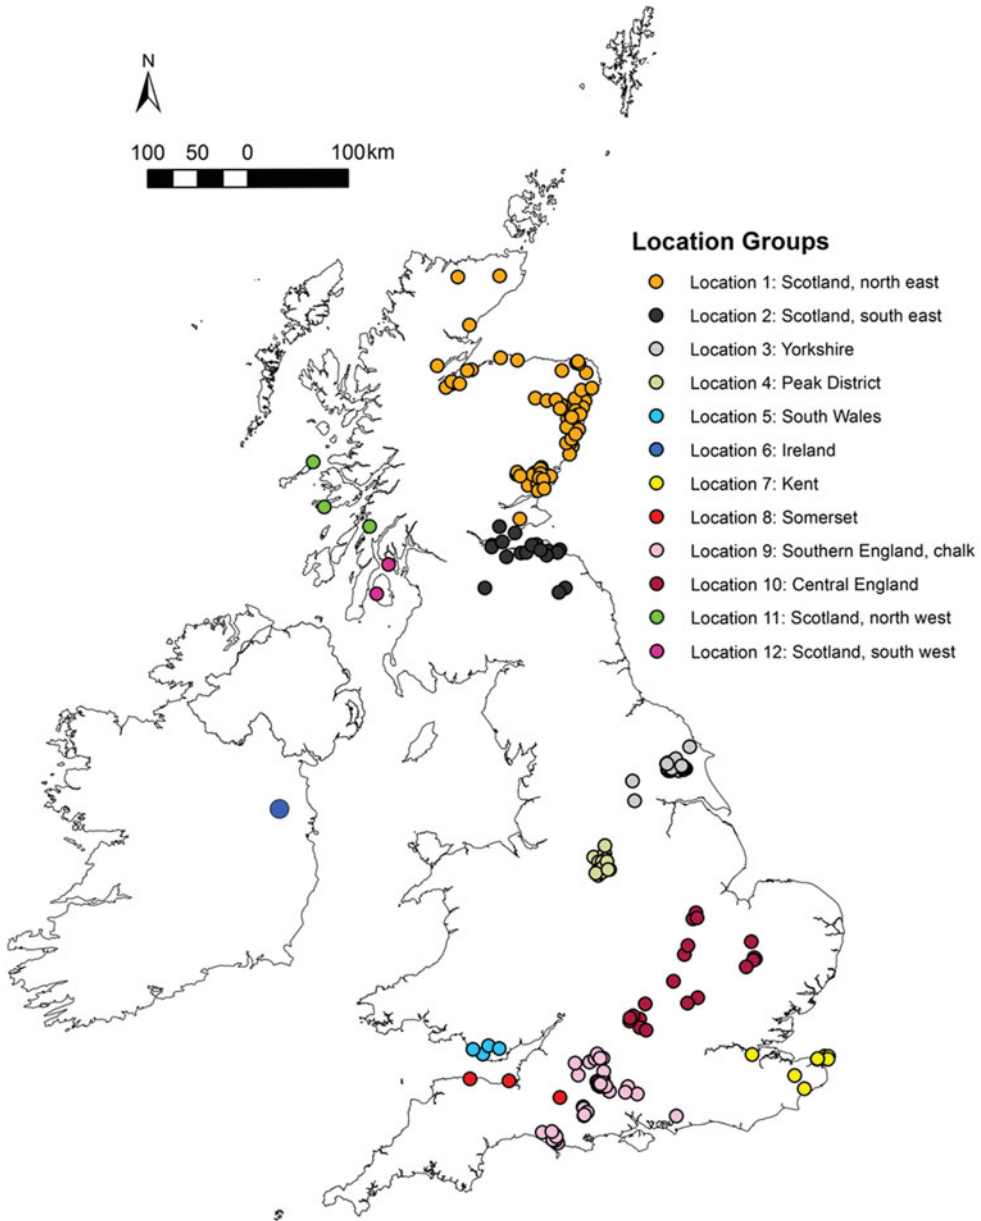 N
100 50 0 100km
Location Groups
Location 1: Scotland, north east
Location 2: Scotland, south east
Location 3: Yorkshire
Location 4: Peak District
Location 5: South Wales
Location 6: Ireland
Location 7: Kent
Location 8: Somerset
Location 9: Southern England, chalk
Location 10: Central England
Location 11: Scotland, north west
Location 12: Scotland, south west